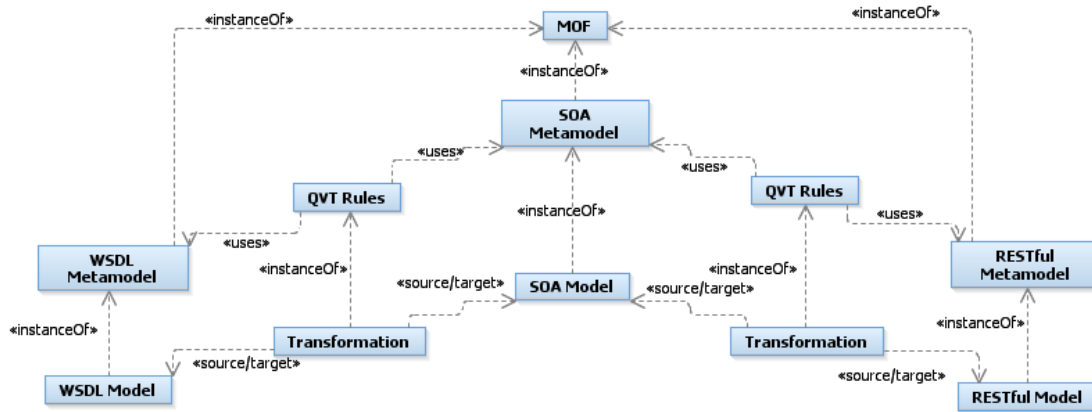 «instanceOf»
«instanceOf»
MOF
«instanceOf»
SOA
Metamodel
«uses»
«uses»
QVT Rules
QVT Rules
«instanceOf»
«uses»
«uses»
WSDL
Metamodel
RESTful
Metamodel
«instanceOf»
«instanceOf»
«source/target»
SOA Model
«source/target»
«instanceOf»
«instanceOf»
Transformation
Transformation
«source/target»
«source/target»
WSDL Model
RESTful Model